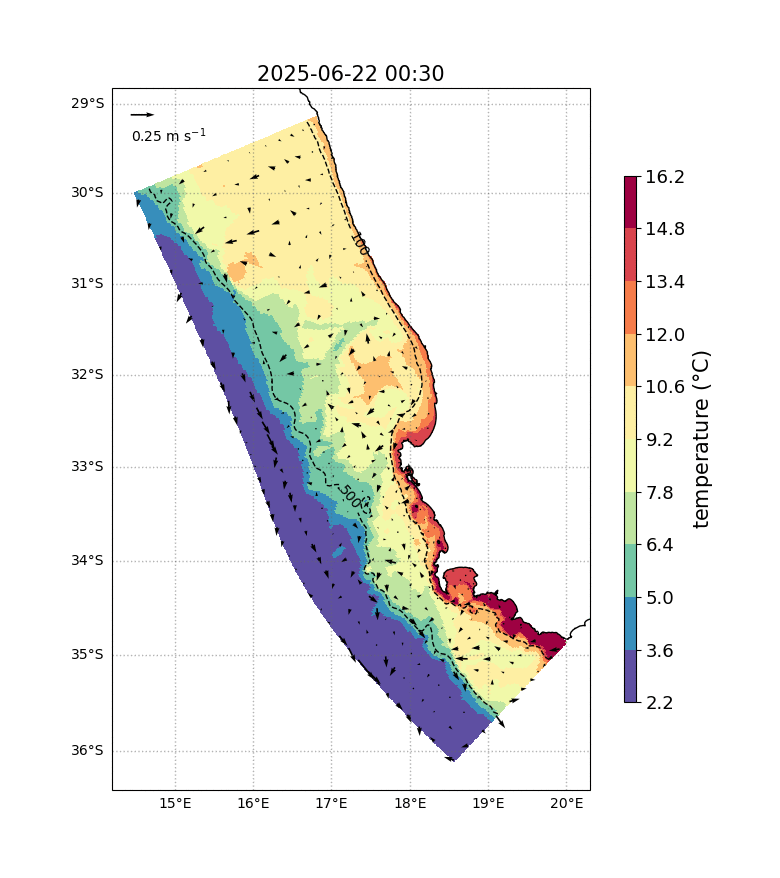 2025-06-22 00:30
0.25 m s⁻¹
29°S
30°S
31°S
32°S
33°S
34°S
35°S
36°S
100
500
15°E
16°E
17°E
18°E
19°E
20°E
16.2
14.8
13.4
12.0
10.6
9.2
7.8
6.4
5.0
3.6
2.2
temperature (°C)